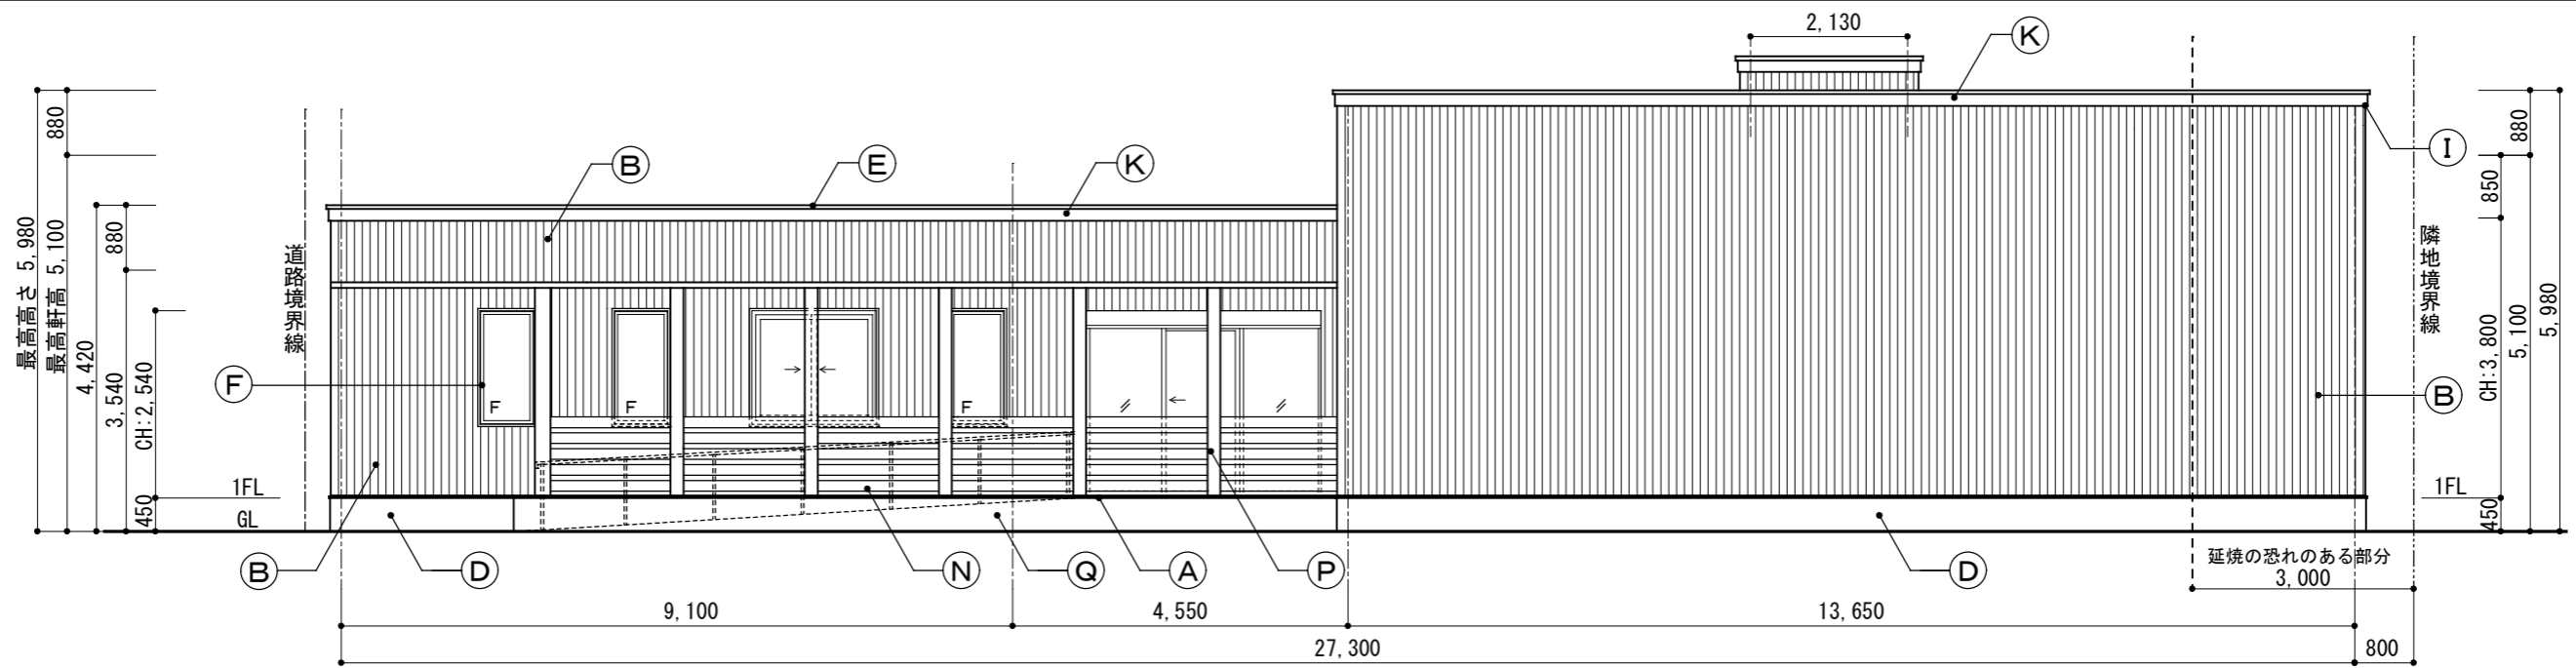 2,130
K
880
最高高さ 5,980
最高軒高 5,100
880
4,420
3,540
CH:2,540
450
道路境界線
B
E
K
F
F
F
F
1FL
GL
B
D
N
Q
A
P
D
I
B
隣地境界線
880
850
CH:3,800
5,100
5,980
1FL
450
延焼の恐れのある部分
3,000
9,100
4,550
13,650
27,300
800